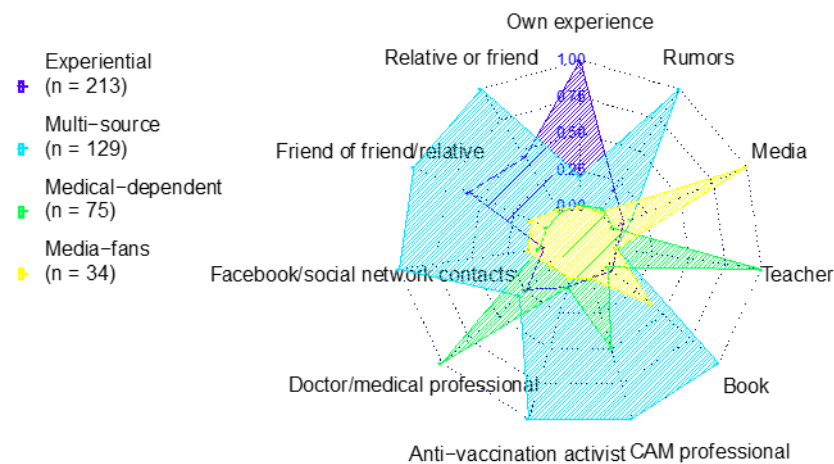 Own experience
Relative or friend
Rumors
Experiential
(n = 213)
Multi−source
(n = 129)
Medical−dependent
(n = 75)
Media−fans
(n = 34)
1.00
0.75
0.50
0.25
0.00
Friend of friend/relative
Media
Facebook/social network contacts
Teacher
Doctor/medical professional
Book
Anti−vaccination activist
CAM professional